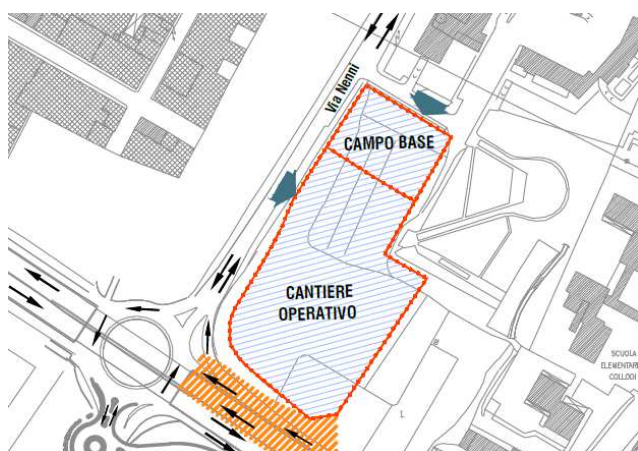 Via Nenni
CAMPO BASE
CANTIERE
OPERATIVO
SCUOLA
ELEMENTARE
COLLODI